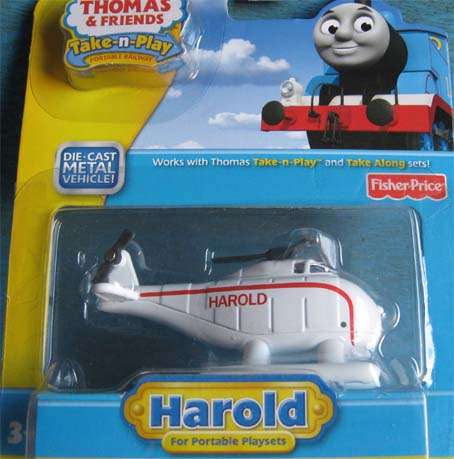 THOMAS
& FRIENDS
Take-n-Play™
PORTABLE RAILWAY
DIE-CAST
METAL
VEHICLE!
Works with Thomas Take-n-Play™ and Take Along sets!
Fisher-Price
HAROLD
Harold
For Portable Playsets
3